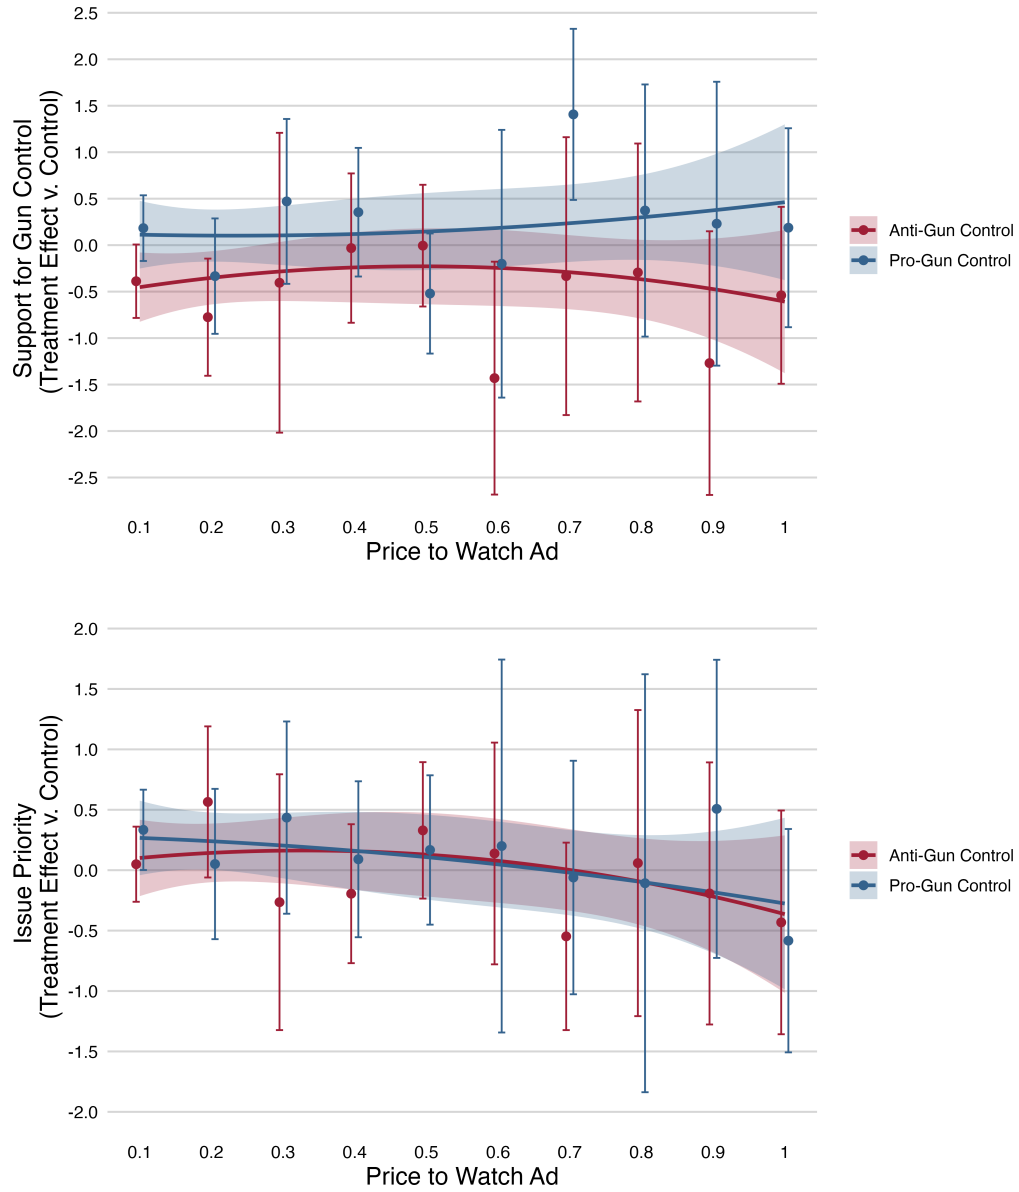 2.5
2.0
1.5
1.0
0.5
0.0
-0.5
-1.0
-1.5
-2.0
-2.5
Support for Gun Control
(Treatment Effect v. Control)
0.1 0.2 0.3 0.4 0.5 0.6 0.7 0.8 0.9 1
Price to Watch Ad
Anti-Gun Control
Pro-Gun Control
2.0
1.5
1.0
0.5
0.0
-0.5
-1.0
-1.5
-2.0
Issue Priority
(Treatment Effect v. Control)
0.1 0.2 0.3 0.4 0.5 0.6 0.7 0.8 0.9 1
Price to Watch Ad
Anti-Gun Control
Pro-Gun Control